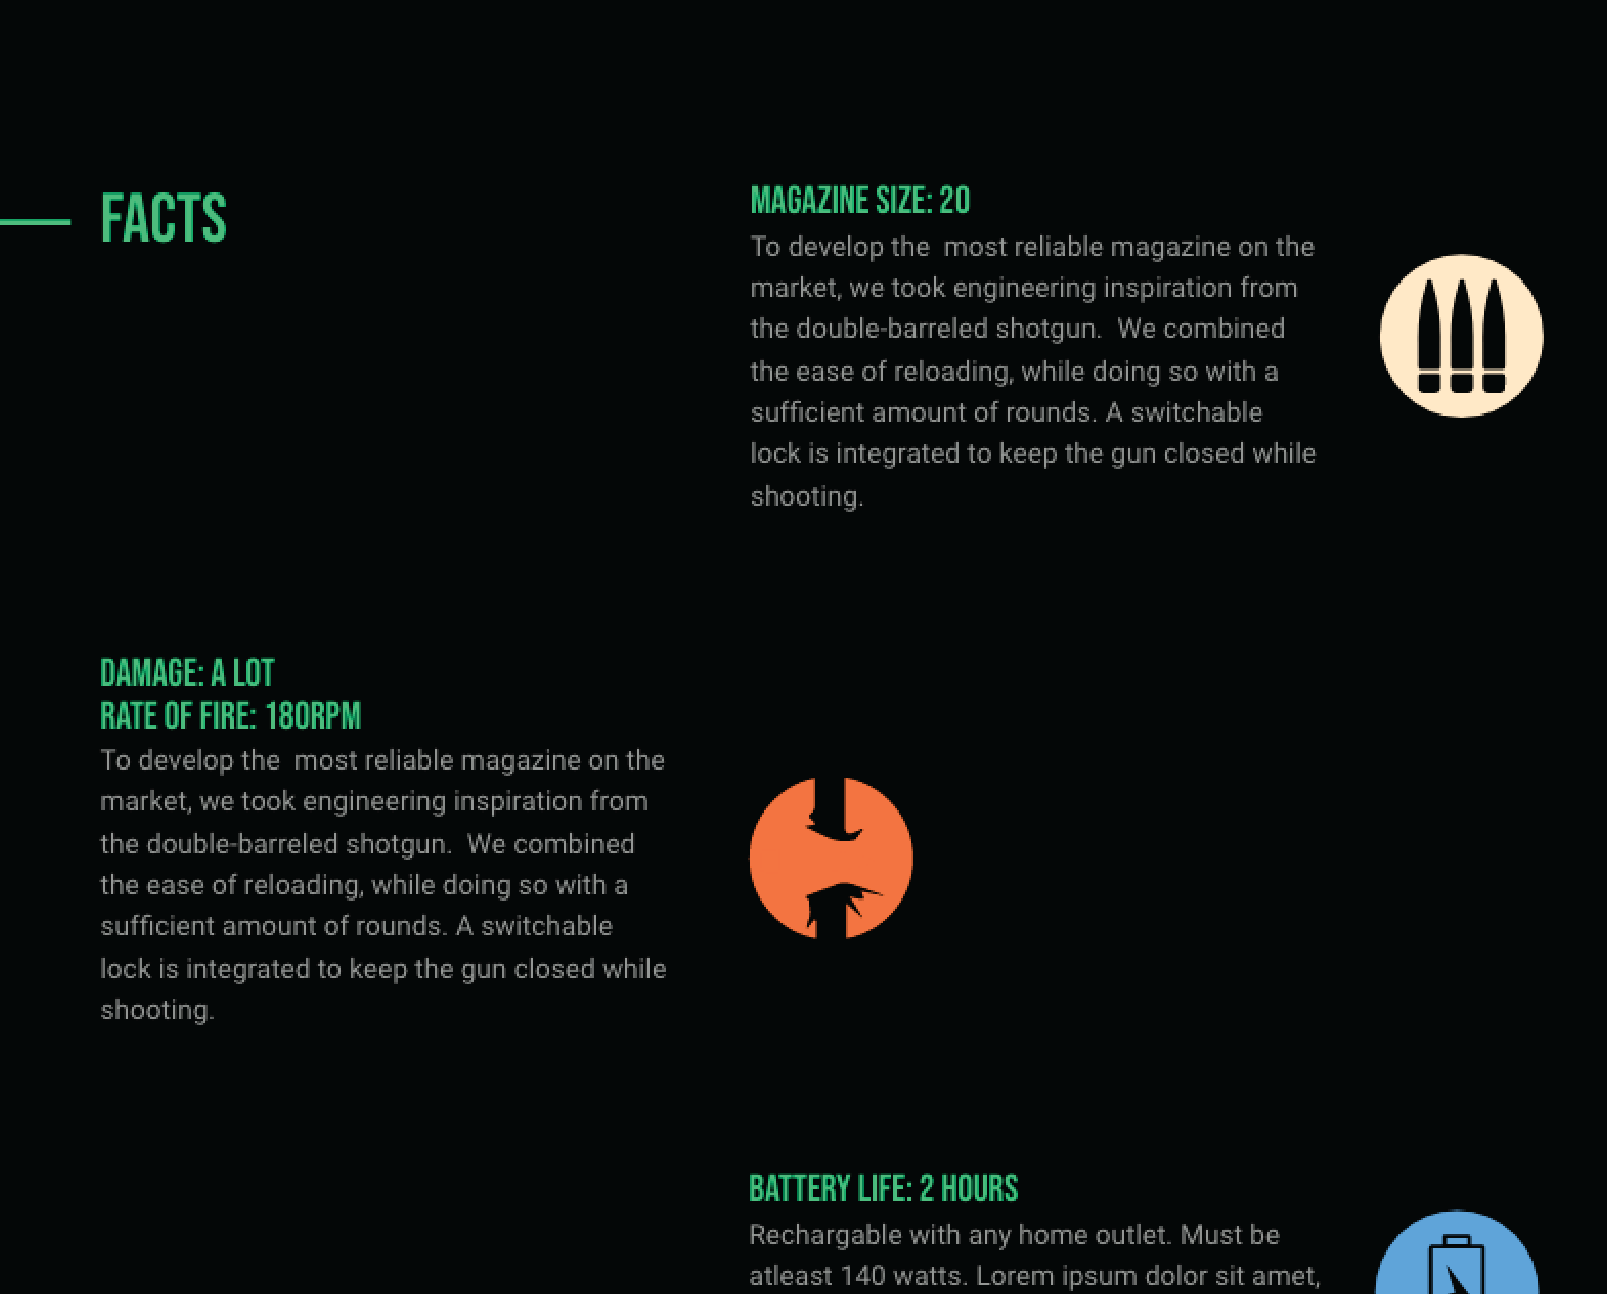 FACTS
MAGAZINE SIZE: 20
To develop the  most reliable magazine on the
market, we took engineering inspiration from
the double-barreled shotgun.  We combined
the ease of reloading, while doing so with a
sufficient amount of rounds. A switchable
lock is integrated to keep the gun closed while
shooting.
DAMAGE: A LOT
RATE OF FIRE: 180RPM
To develop the  most reliable magazine on the
market, we took engineering inspiration from
the double-barreled shotgun.  We combined
the ease of reloading, while doing so with a
sufficient amount of rounds. A switchable
lock is integrated to keep the gun closed while
shooting.
BATTERY LIFE: 2 HOURS
Rechargable with any home outlet. Must be
atleast 140 watts. Lorem ipsum dolor sit amet,